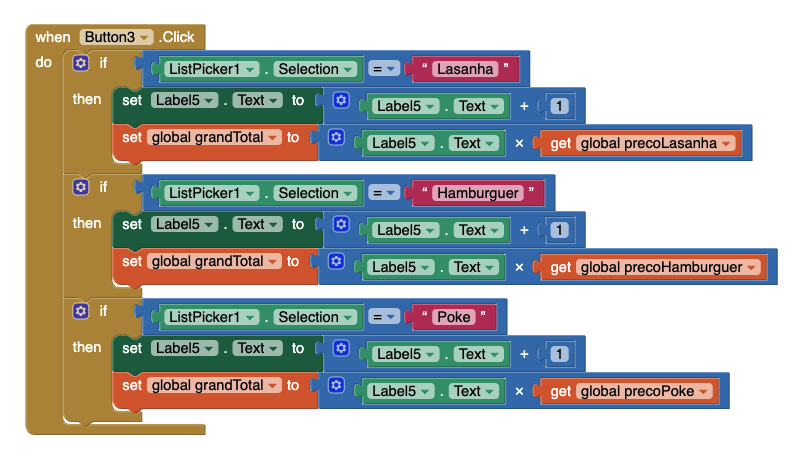 when Button3 .Click
do if ListPicker1 . Selection = " Lasanha "
then set Label5 . Text to Label5 . Text + 1
set global grandTotal to Label5 . Text × get global precoLasanha
if ListPicker1 . Selection = " Hamburguer "
then set Label5 . Text to Label5 . Text + 1
set global grandTotal to Label5 . Text × get global precoHamburguer
if ListPicker1 . Selection = " Poke "
then set Label5 . Text to Label5 . Text + 1
set global grandTotal to Label5 . Text × get global precoPoke